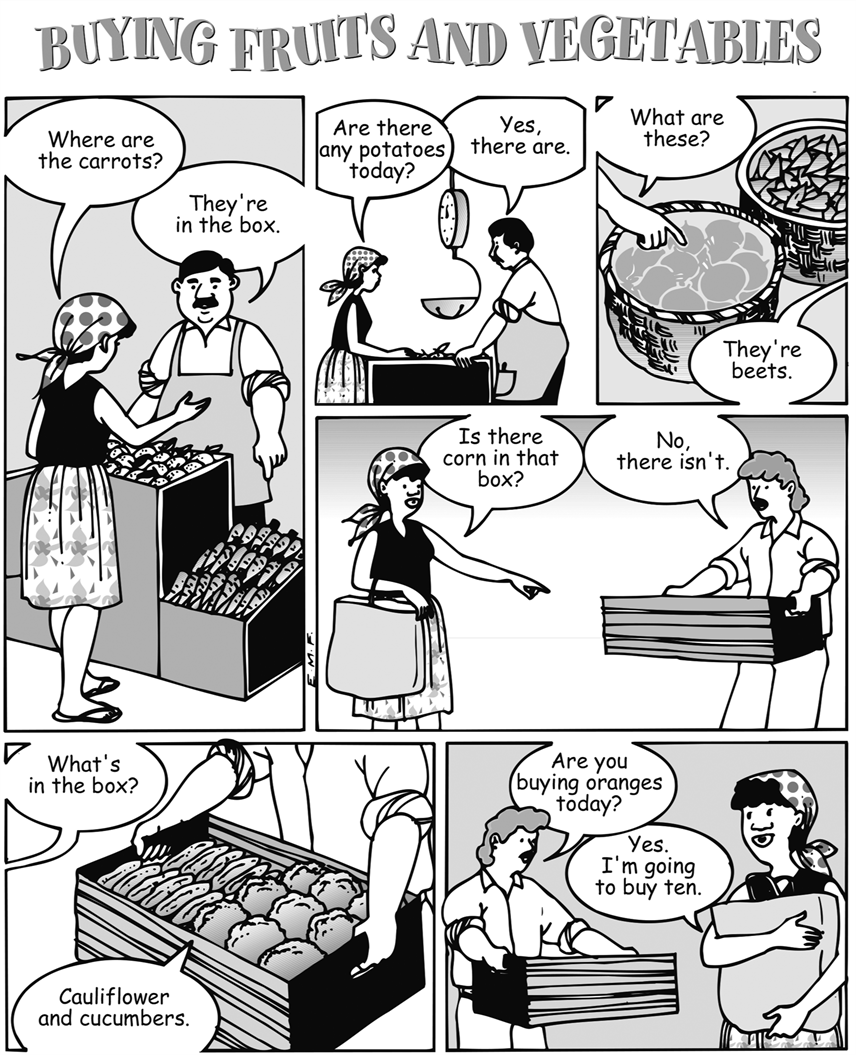 BUYING FRUITS AND VEGETABLES
Where are
the carrots?
They're
in the box.
Are there
any potatoes
today?
Yes,
there are.
What are
these?
They're
beets.
Is there
corn in that
box?
No,
there isn't.
E.M.F.
What's
in the box?
Cauliflower
and cucumbers.
Are you
buying oranges
today?
Yes.
I'm going
to buy ten.